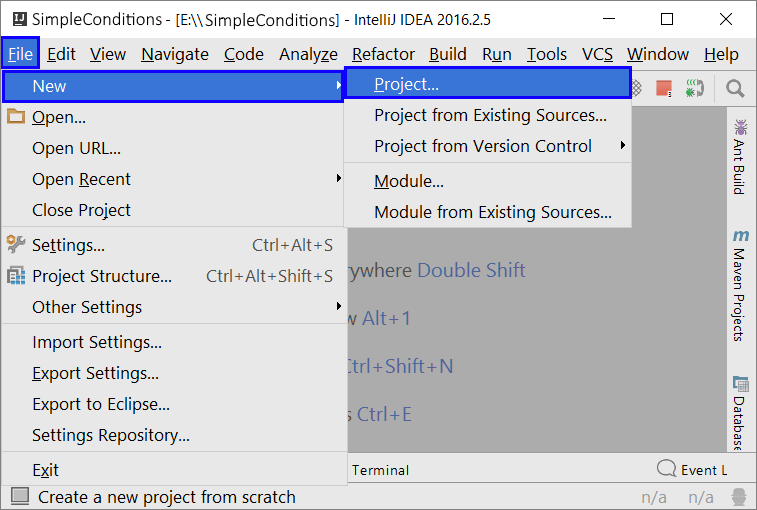 SimpleConditions - [E:\\SimpleConditions] - IntelliJ IDEA 2016.2.5
File Edit View Navigate Code Analyze Refactor Build Run Tools VCS Window Help
New
Open...
Open URL...
Open Recent
Close Project
Settings... Ctrl+Alt+S
Project Structure... Ctrl+Alt+Shift+S
Other Settings
Import Settings...
Export Settings...
Export to Eclipse...
Settings Repository...
Exit
Project...
Project from Existing Sources...
Project from Version Control
Module...
Module from Existing Sources...
Double Shift
Alt+1
Shift+N
Ctrl+E
Ant Build
m Maven Projects
Database
Terminal
Event L
Create a new project from scratch n/a n/a